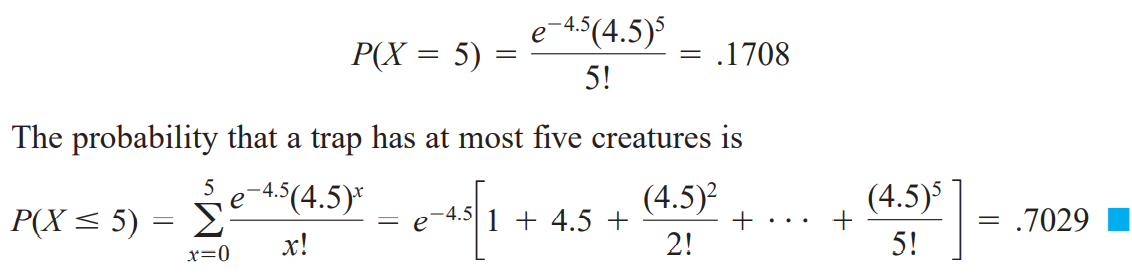 P(X = 5) = e^{−4.5}(4.5)^5 / 5! = .1708
The probability that a trap has at most five creatures is
P(X ≤ 5) = ∑_{x=0}^{5} e^{−4.5}(4.5)^x / x! = e^{−4.5}[1 + 4.5 + (4.5)^2 / 2! + · · · + (4.5)^5 / 5!] = .7029 ■